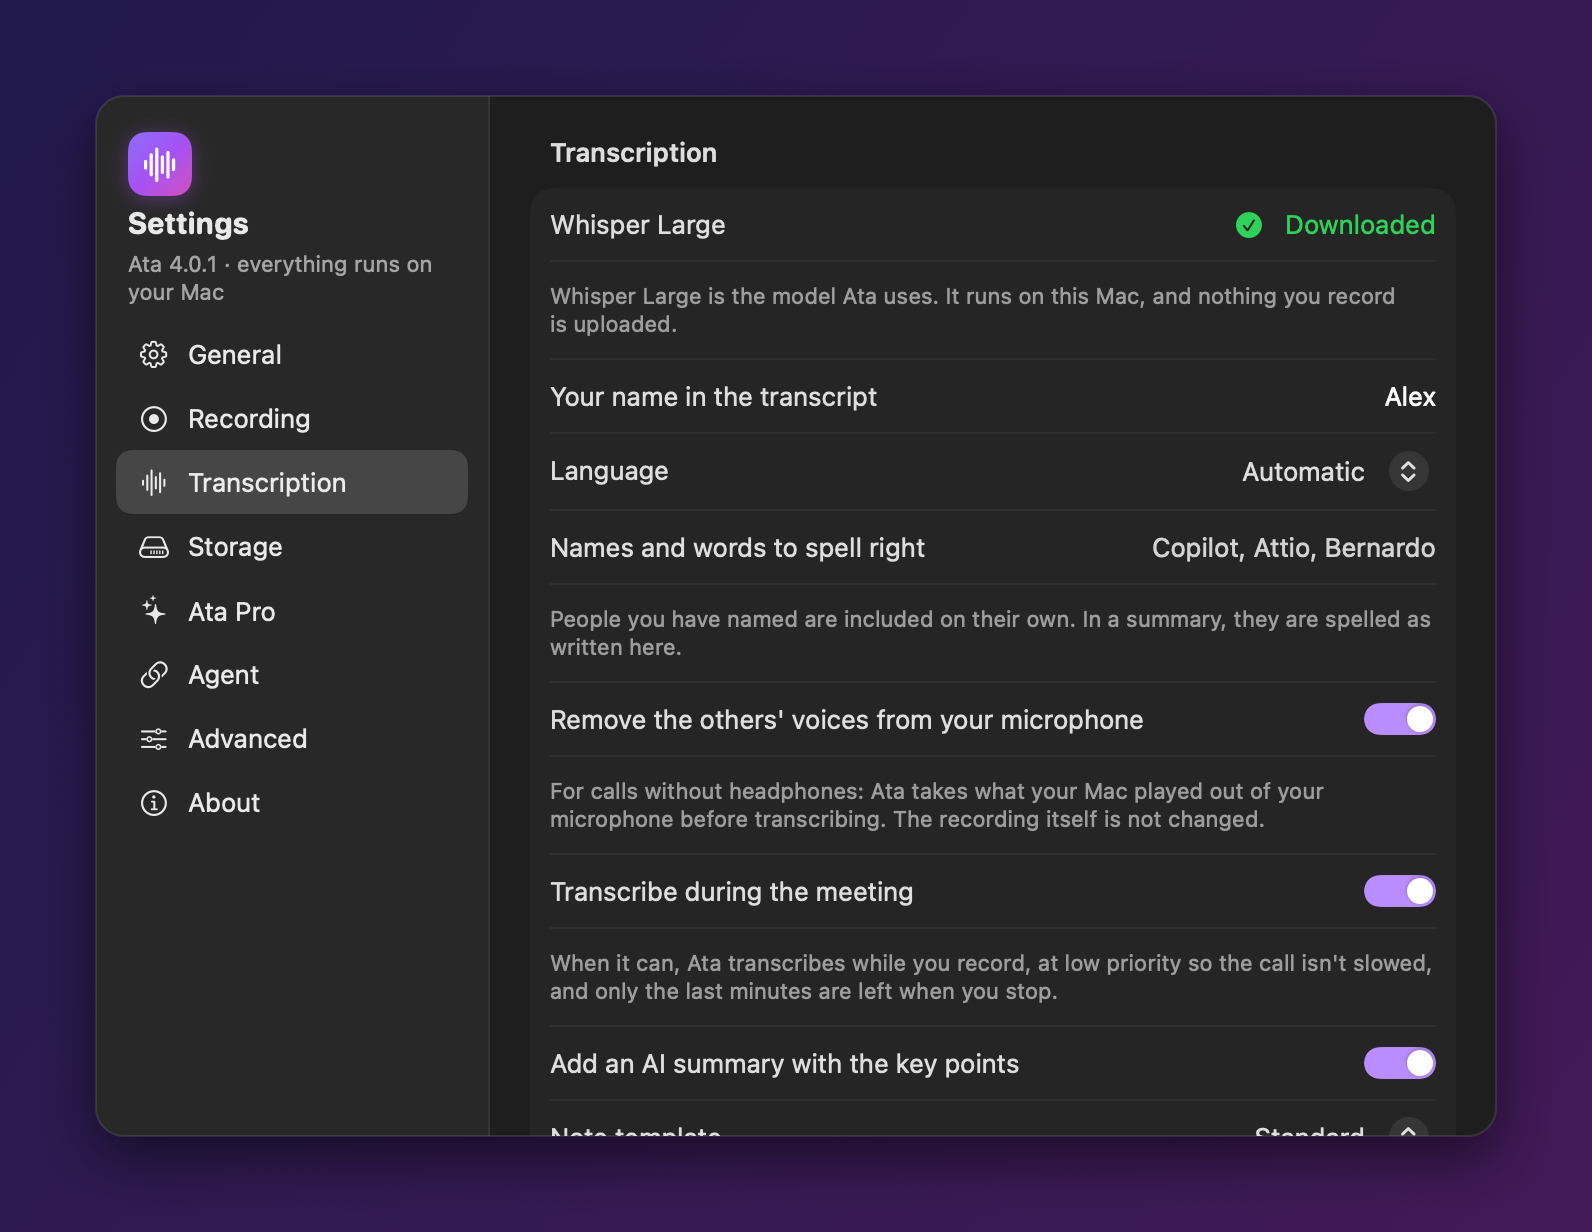 Settings
Ata 4.0.1 · everything runs on
your Mac
General
Recording
Transcription
Storage
Ata Pro
Agent
Advanced
About
Transcription
Whisper Large
Downloaded
Whisper Large is the model Ata uses. It runs on this Mac, and nothing you record
is uploaded.
Your name in the transcript
Alex
Language
Automatic
Names and words to spell right
Copilot, Attio, Bernardo
People you have named are included on their own. In a summary, they are spelled as
written here.
Remove the others' voices from your microphone
For calls without headphones: Ata takes what your Mac played out of your
microphone before transcribing. The recording itself is not changed.
Transcribe during the meeting
When it can, Ata transcribes while you record, at low priority so the call isn't slowed,
and only the last minutes are left when you stop.
Add an AI summary with the key points
Note template
Standard